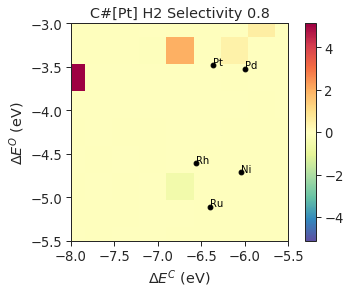 C#[Pt] H2 Selectivity 0.8
−3.0
−3.5
−4.0
−4.5
−5.0
−5.5
ΔE^O (eV)
Pt
Pd
Rh
Ni
Ru
−8.0 −7.5 −7.0 −6.5 −6.0 −5.5
ΔE^C (eV)
4
2
0
−2
−4